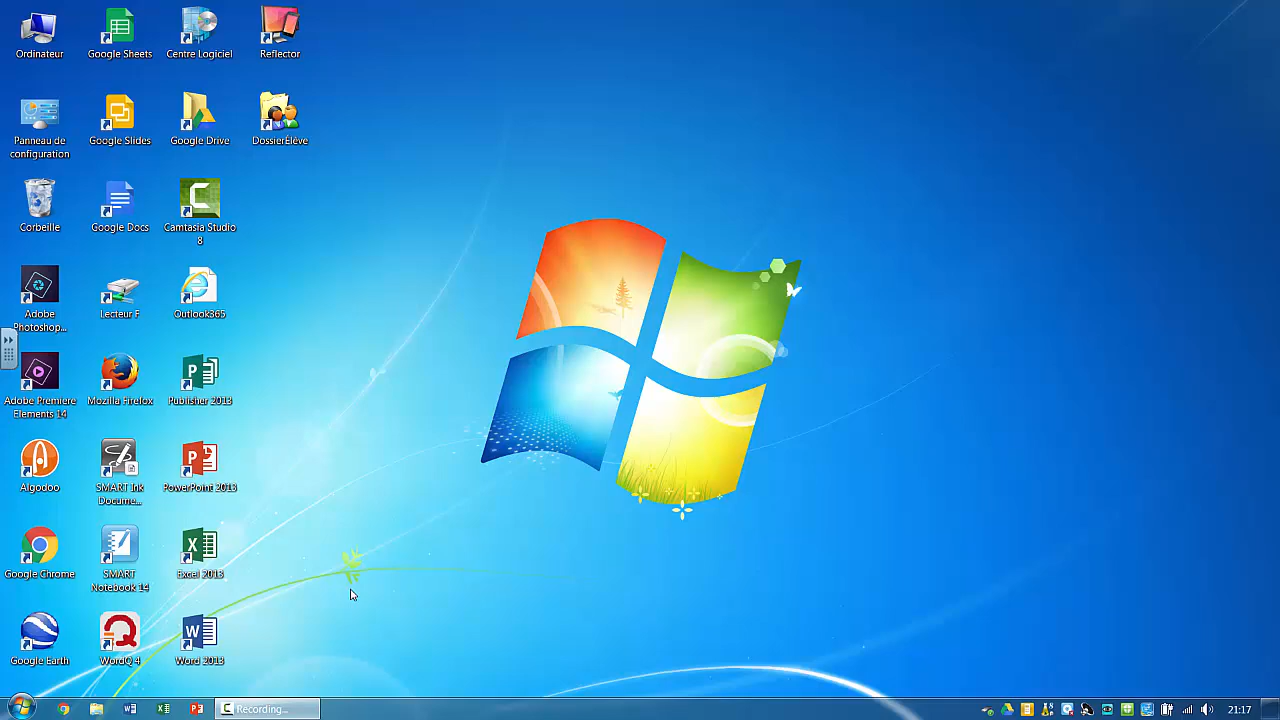 Ordinateur
Google Sheets
Centre Logiciel
Reflector
Panneau de
configuration
Google Slides
Google Drive
DossierÉlève
Corbeille
Google Docs
Camtasia Studio
8
Adobe
Photoshop...
Lecteur F
Outlook365
Adobe Premiere
Elements 14
Mozilla Firefox
Publisher 2013
Algodoo
SMART Ink
Docume...
PowerPoint 2013
Google Chrome
SMART
Notebook 14
Excel 2013
Google Earth
WordQ 4
Word 2013
Recording...
21:17